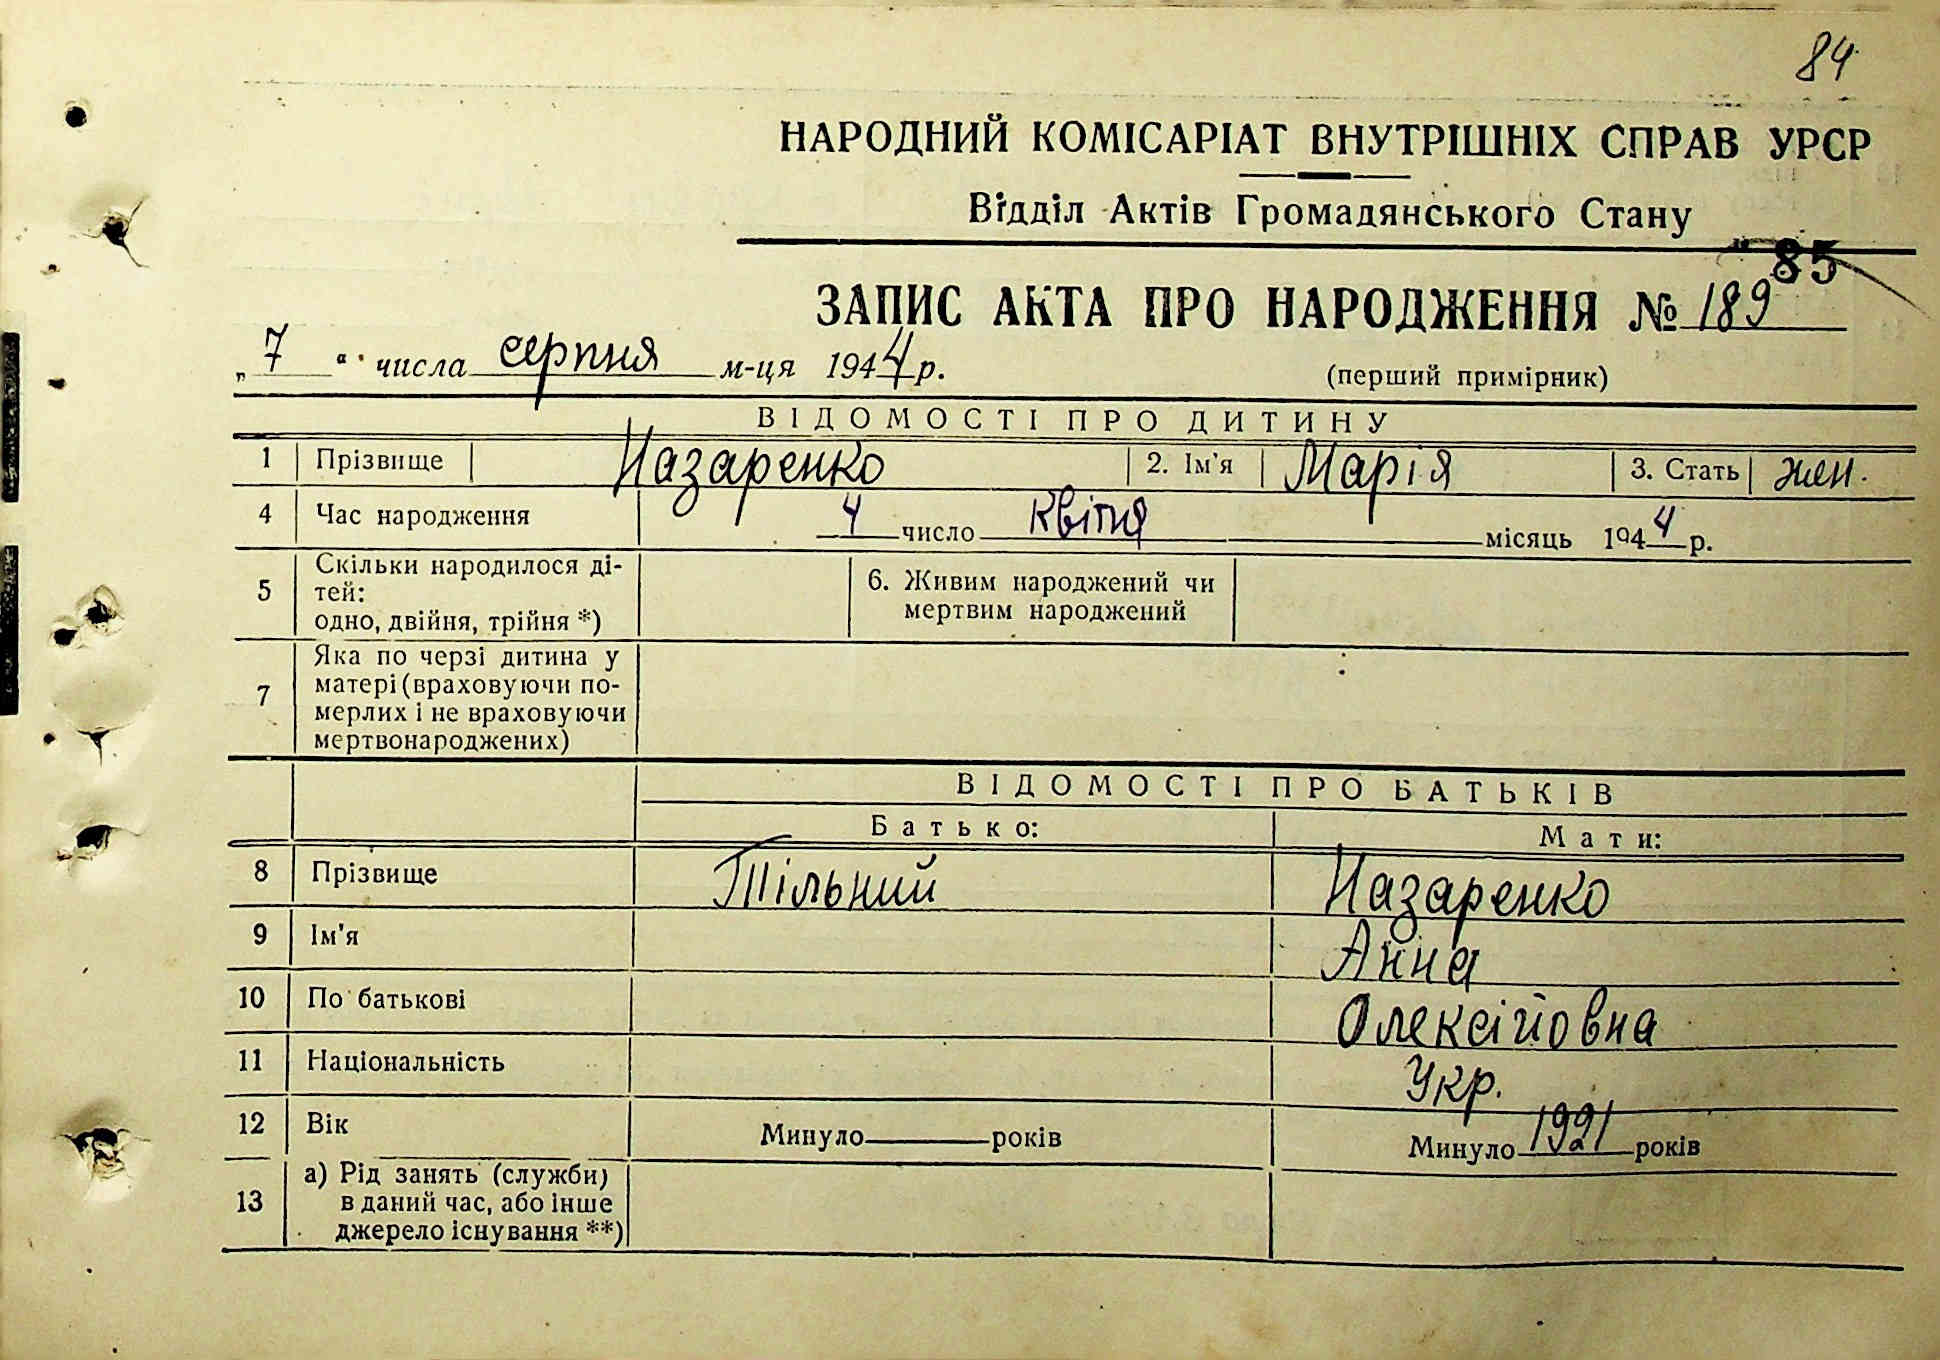 84
НАРОДНИЙ КОМІСАРІАТ ВНУТРІШНІХ СПРАВ УРСР
Відділ Актів Громадянського Стану
85
ЗАПИС АКТА ПРО НАРОДЖЕННЯ № 189
„ 7 “ числа серпня м-ця 1944 р.
(перший примірник)
ВІДОМОСТІ ПРО ДИТИНУ
1 Прізвище Назаренко 2. Ім'я Марія 3. Стать жен.
4 Час народження 4 число Квітня місяць 1944 р.
5 Скільки народилося ді-
тей:
одно, двійня, трійня *)
6. Живим народжений чи
мертвим народжений
7 Яка по черзі дитина у
матері (враховуючи по-
мерлих і не враховуючи
мертвонароджених)
ВІДОМОСТІ ПРО БАТЬКІВ
Батько: Мати:
8 Прізвище Тільний Назаренко
9 Ім'я Анна
10 По батькові Олексійовна
11 Національність Укр.
12 Вік Минуло років Минуло 1921 років
13 а) Рід занять (служби)
в даний час, або інше
джерело існування **)